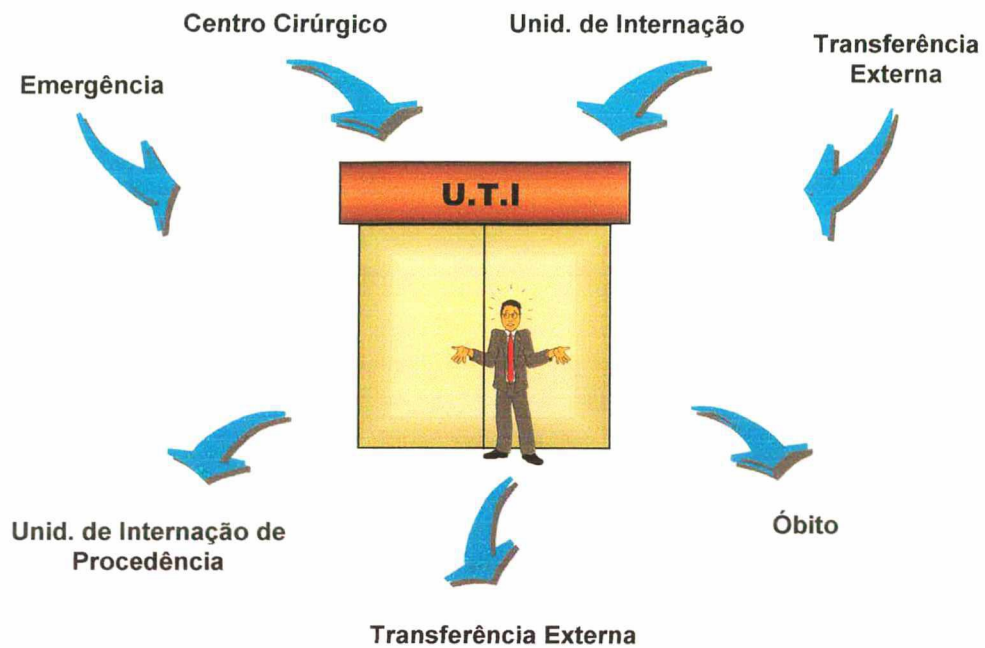 Centro Cirúrgico
Unid. de Internação
Transferência
Externa
Emergência
U.T.I
Unid. de Internação de
Procedência
Óbito
Transferência Externa